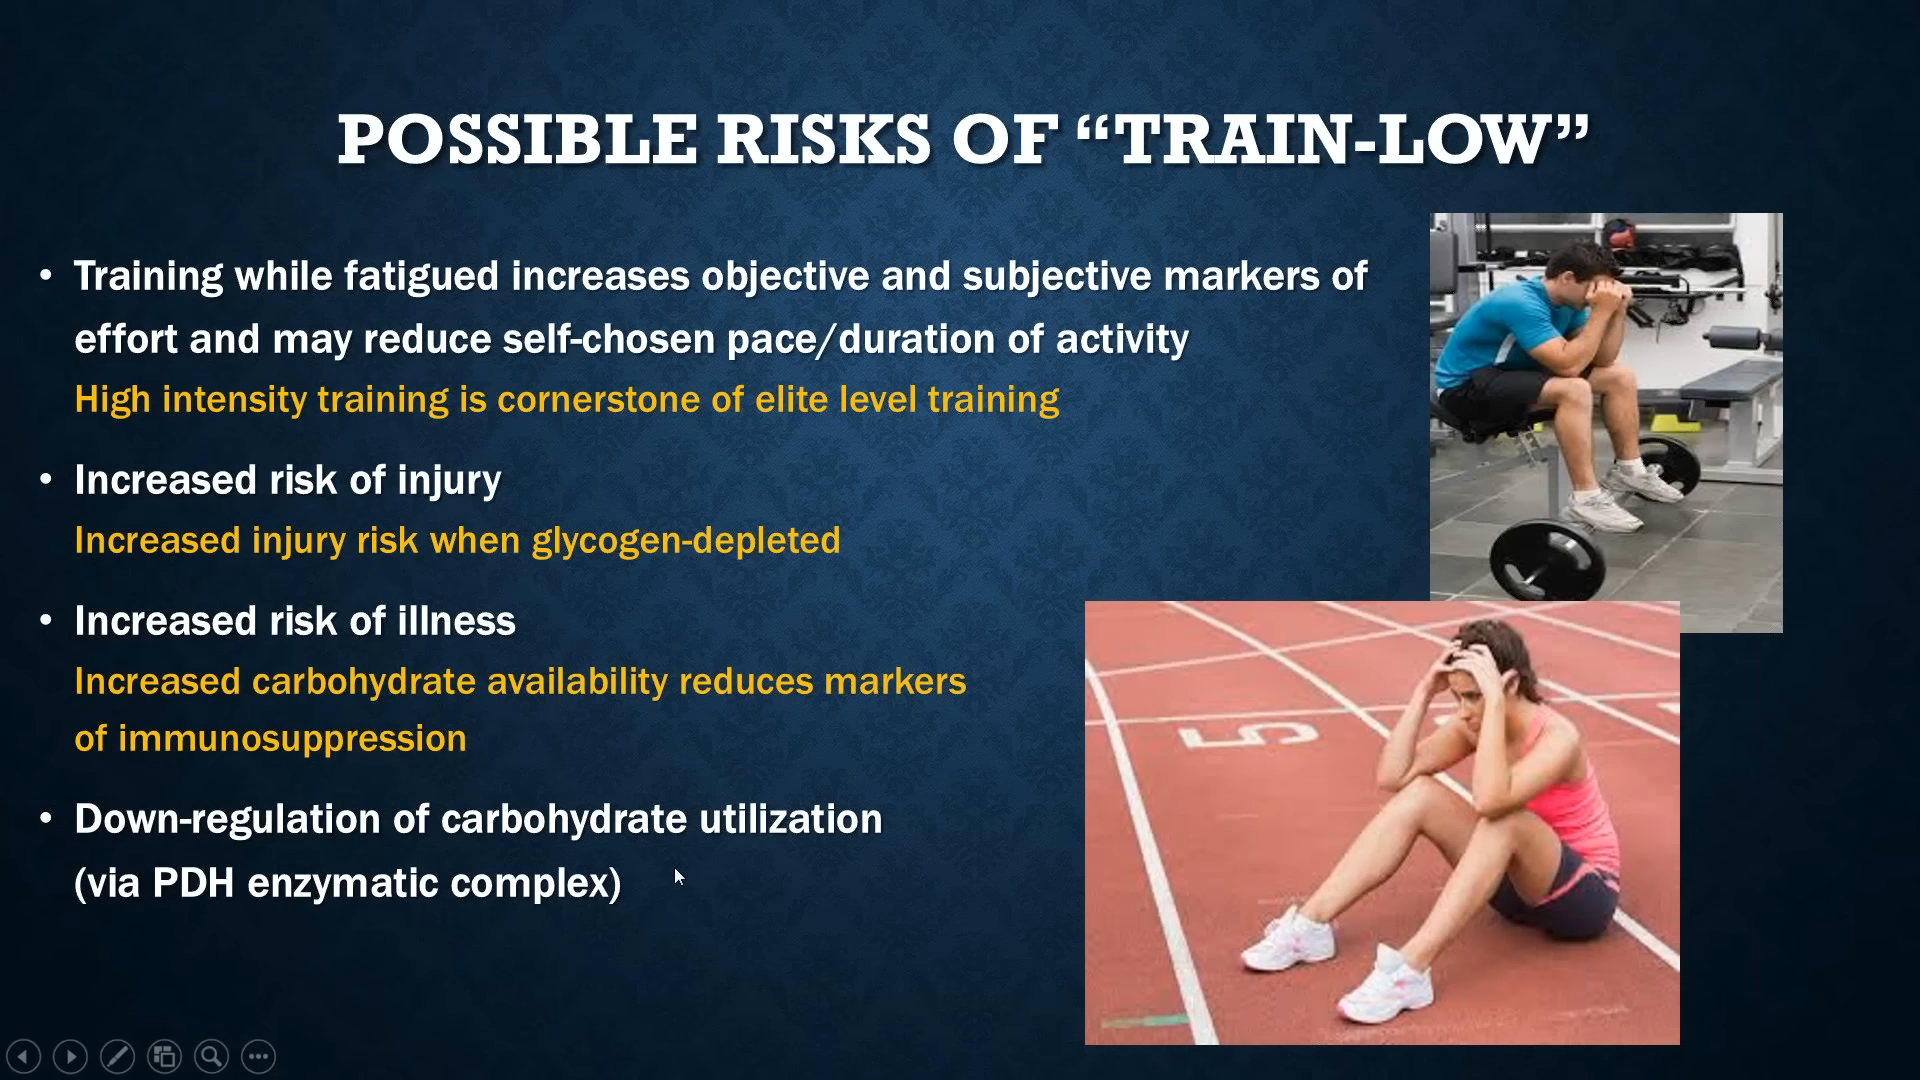 POSSIBLE RISKS OF “TRAIN-LOW”
• Training while fatigued increases objective and subjective markers of
effort and may reduce self-chosen pace/duration of activity
High intensity training is cornerstone of elite level training
• Increased risk of injury
Increased injury risk when glycogen-depleted
• Increased risk of illness
Increased carbohydrate availability reduces markers
of immunosuppression
• Down-regulation of carbohydrate utilization
(via PDH enzymatic complex)
5